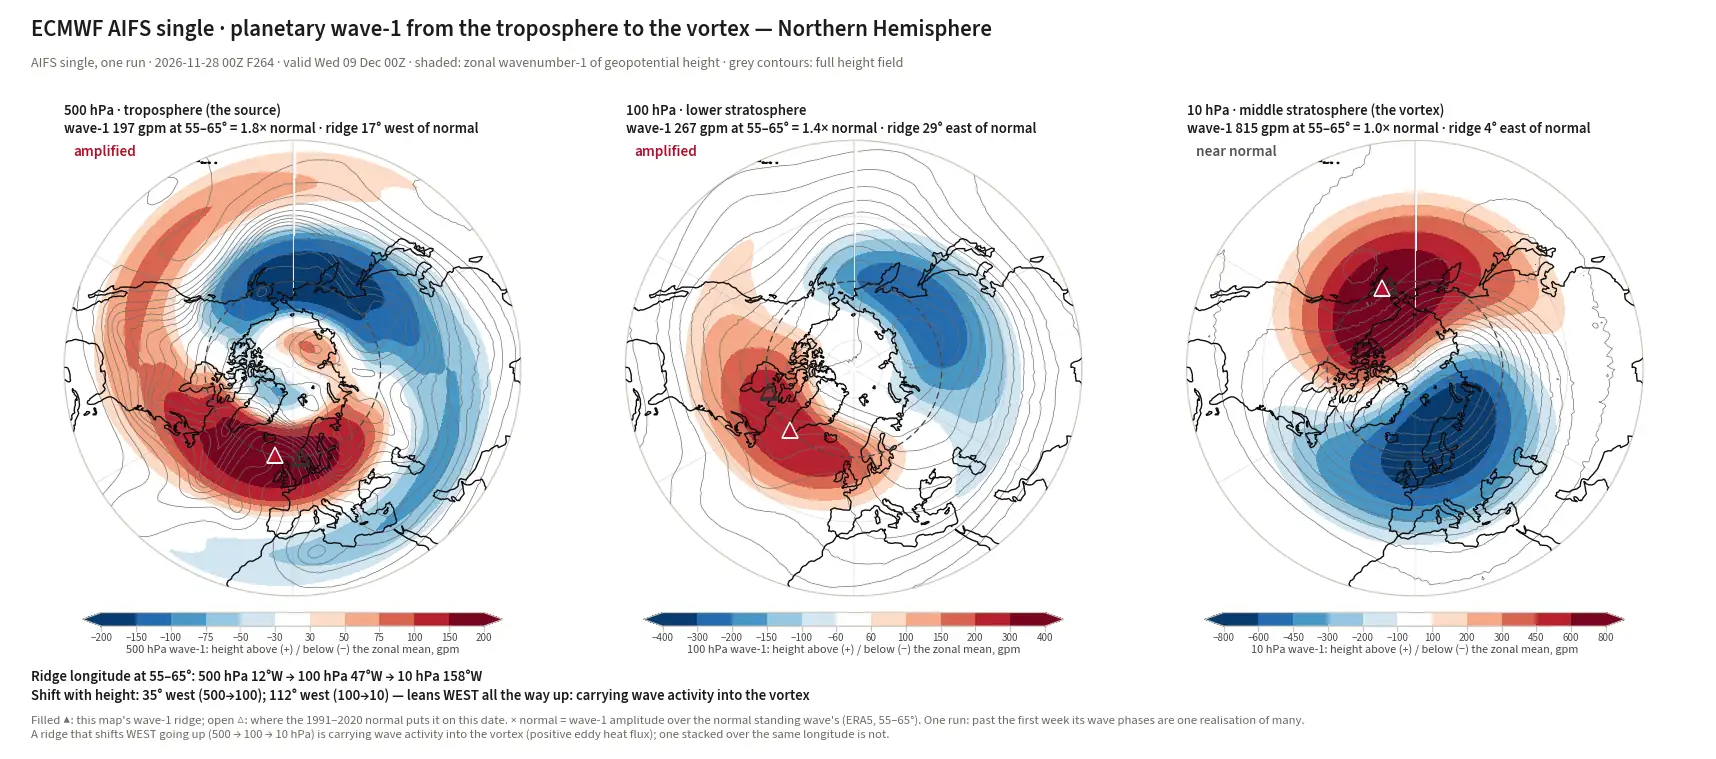 ECMWF AIFS single · planetary wave-1 from the troposphere to the vortex — Northern Hemisphere
AIFS single, one run · 2026-11-28 00Z F264 · valid Wed 09 Dec 00Z · shaded: zonal wavenumber-1 of geopotential height · grey contours: full height field
500 hPa · troposphere (the source)
wave-1 197 gpm at 55–65° = 1.8× normal · ridge 17° west of normal
amplified
100 hPa · lower stratosphere
wave-1 267 gpm at 55–65° = 1.4× normal · ridge 29° east of normal
amplified
10 hPa · middle stratosphere (the vortex)
wave-1 815 gpm at 55–65° = 1.0× normal · ridge 4° east of normal
near normal
−200 −150 −100 −75 −50 −30 30 50 75 100 150 200
500 hPa wave-1: height above (+) / below (−) the zonal mean, gpm
−400 −300 −200 −150 −100 −60 60 100 150 200 300 400
100 hPa wave-1: height above (+) / below (−) the zonal mean, gpm
−800 −600 −450 −300 −200 −100 100 200 300 450 600 800
10 hPa wave-1: height above (+) / below (−) the zonal mean, gpm
Ridge longitude at 55–65°: 500 hPa 12°W → 100 hPa 47°W → 10 hPa 158°W
Shift with height: 35° west (500→100); 112° west (100→10) — leans WEST all the way up: carrying wave activity into the vortex
Filled ▲: this map's wave-1 ridge; open △: where the 1991–2020 normal puts it on this date. × normal = wave-1 amplitude over the normal standing wave's (ERA5, 55–65°). One run: past the first week its wave phases are one realisation of many.
A ridge that shifts WEST going up (500 → 100 → 10 hPa) is carrying wave activity into the vortex (positive eddy heat flux); one stacked over the same longitude is not.